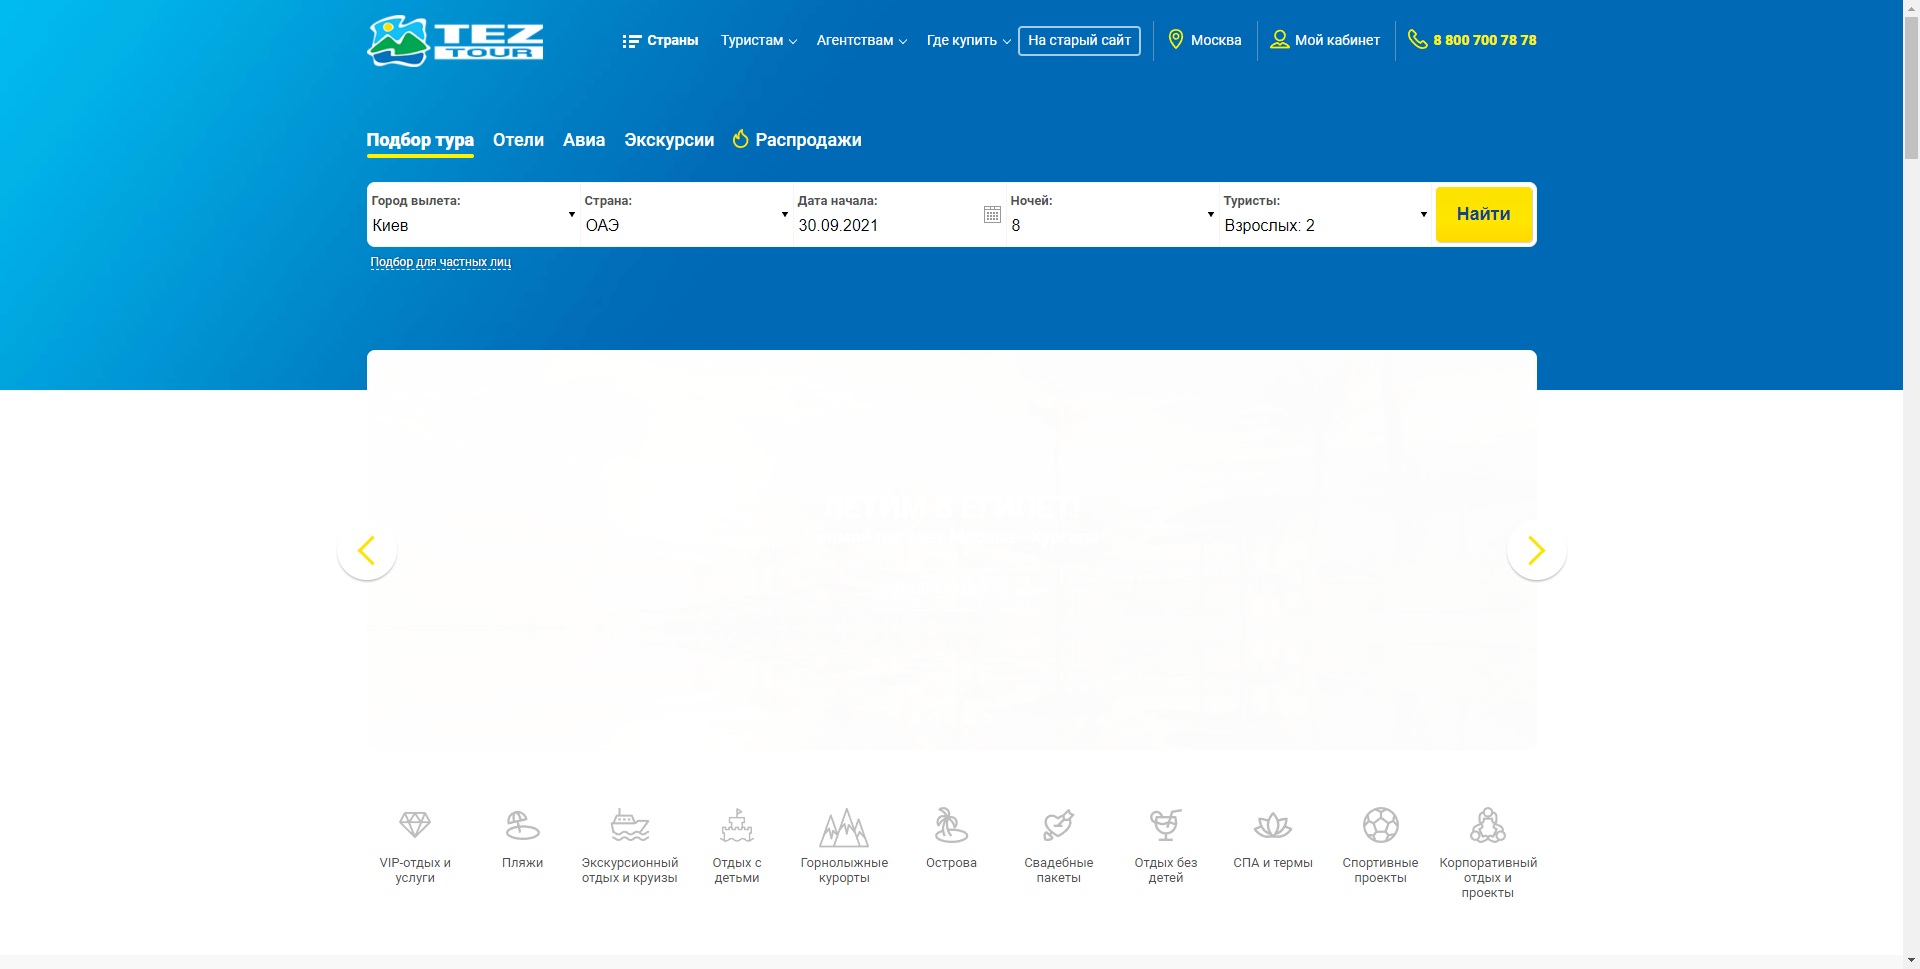 TEZ TOUR
Страны Туристам Агентствам Где купить На старый сайт Москва Мой кабинет 8 800 700 78 78
Подбор тура Отели Авиа Экскурсии Распродажи
Город вылета: Страна: Дата начала: Ночей: Туристы:
Киев ОАЭ 30.09.2021 8 Взрослых: 2 Найти
Подбор для частных лиц
VIP-отдых и услуги
Пляжи
Экскурсионный отдых и круизы
Отдых с детьми
Горнолыжные курорты
Острова
Свадебные пакеты
Отдых без детей
СПА и термы
Спортивные проекты
Корпоративный отдых и проекты